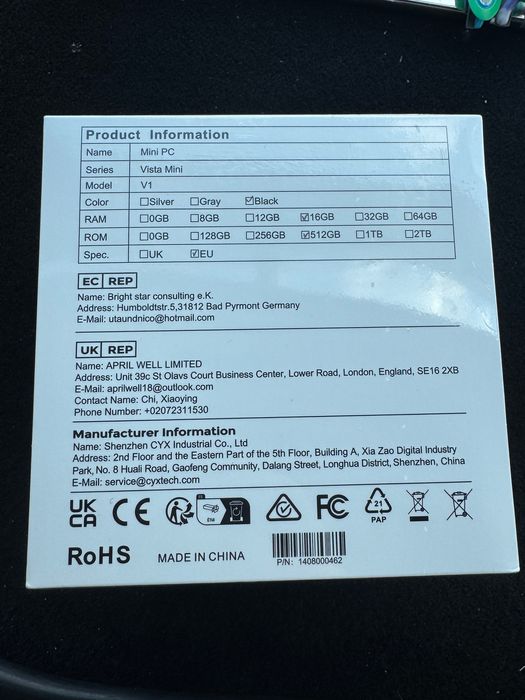 Product Information
Name Mini PC
Series Vista Mini
Model V1
Color ☐Silver ☐Gray ☑Black
RAM ☐0GB ☐8GB ☐12GB ☑16GB ☐32GB ☐64GB
ROM ☐0GB ☐128GB ☐256GB ☑512GB ☐1TB ☐2TB
Spec. ☐UK ☑EU
EC REP
Name: Bright star consulting e.K.
Address: Humboldtstr.5,31812 Bad Pyrmont Germany
E-Mail: utaundnico@hotmail.com
UK REP
Name: APRIL WELL LIMITED
Address: Unit 39c St Olavs Court Business Center, Lower Road, London, England, SE16 2XB
E-Mail: aprilwell18@outlook.com
Contact Name: Chi, Xiaoying
Phone Number: +02072311530
Manufacturer Information
Name: Shenzhen CYX Industrial Co., Ltd
Address: 2nd Floor and the Eastern Part of the 5th Floor, Building A, Xia Zao Digital Industry
Park, No. 8 Huali Road, Gaofeng Community, Dalang Street, Longhua District, Shenzhen, China
E-Mail: service@cyxtech.com
UK
CA CE FC 21
PAP
RoHS MADE IN CHINA P/N: 1408000462